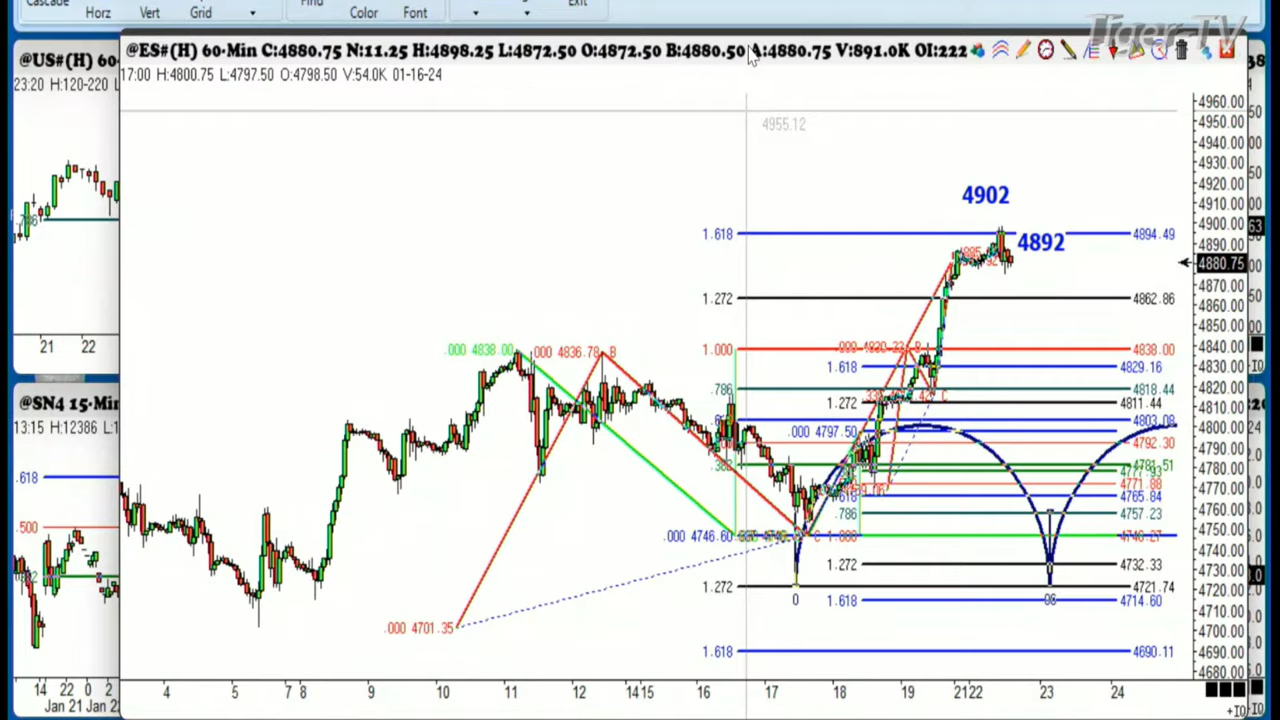 Cascade
Horz
Vert
Grid
Find
Color
Font
Exit
Tiger-TV
@US#(H) 60-
23:20 H:120-220
21 22
@SN4 15-Min
13:15 H:12386
.618
.500
14 22 0 2
Jan 21 Jan 2
@ES#(H) 60-Min C:4880.75 N:11.25 H:4898.25 L:4872.50 O:4872.50 B:4880.50 A:4880.75 V:891.0K OI:222
17:00 H:4800.75 L:4797.50 O:4798.50 V:54.0K 01-16-24
4955.12
4902
4892
1.618 4894.49
1.272 4862.86
1.000 4838.00
1.618 4829.16
.786 4818.44
1.272 4811.44
4803.08
.000 4797.50
4792.30
4781.51
4771.88
4765.84
.786 4757.23
.000 4746.60
1.272 4732.33
1.272 4721.74
1.618 4714.60
1.618 4690.11
.000 4838.00
.000 4836.78 B
.000 4701.35
C
B
C
0
4960.00
4950.00
4940.00
4930.00
4920.00
4910.00
4900.00
4890.00
4880.75
4870.00
4860.00
4850.00
4840.00
4830.00
4820.00
4810.00
4800.00
4790.00
4780.00
4770.00
4760.00
4750.00
4740.00
4730.00
4720.00
4710.00
4700.00
4690.00
4680.00
4 5 7 8 9 10 11 12 14 15 16 17 18 19 21 22 23 24
+IO